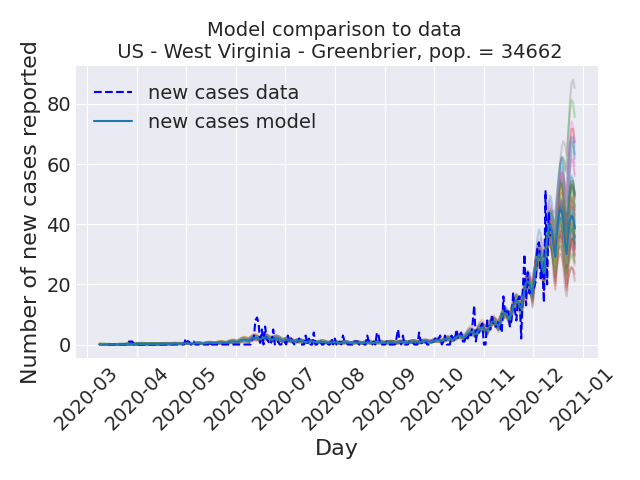 Model comparison to data
US - West Virginia - Greenbrier, pop. = 34662
new cases data
new cases model
Number of new cases reported
80
60
40
20
0
2020-03
2020-04
2020-05
2020-06
2020-07
2020-08
2020-09
2020-10
2020-11
2020-12
2021-01
Day